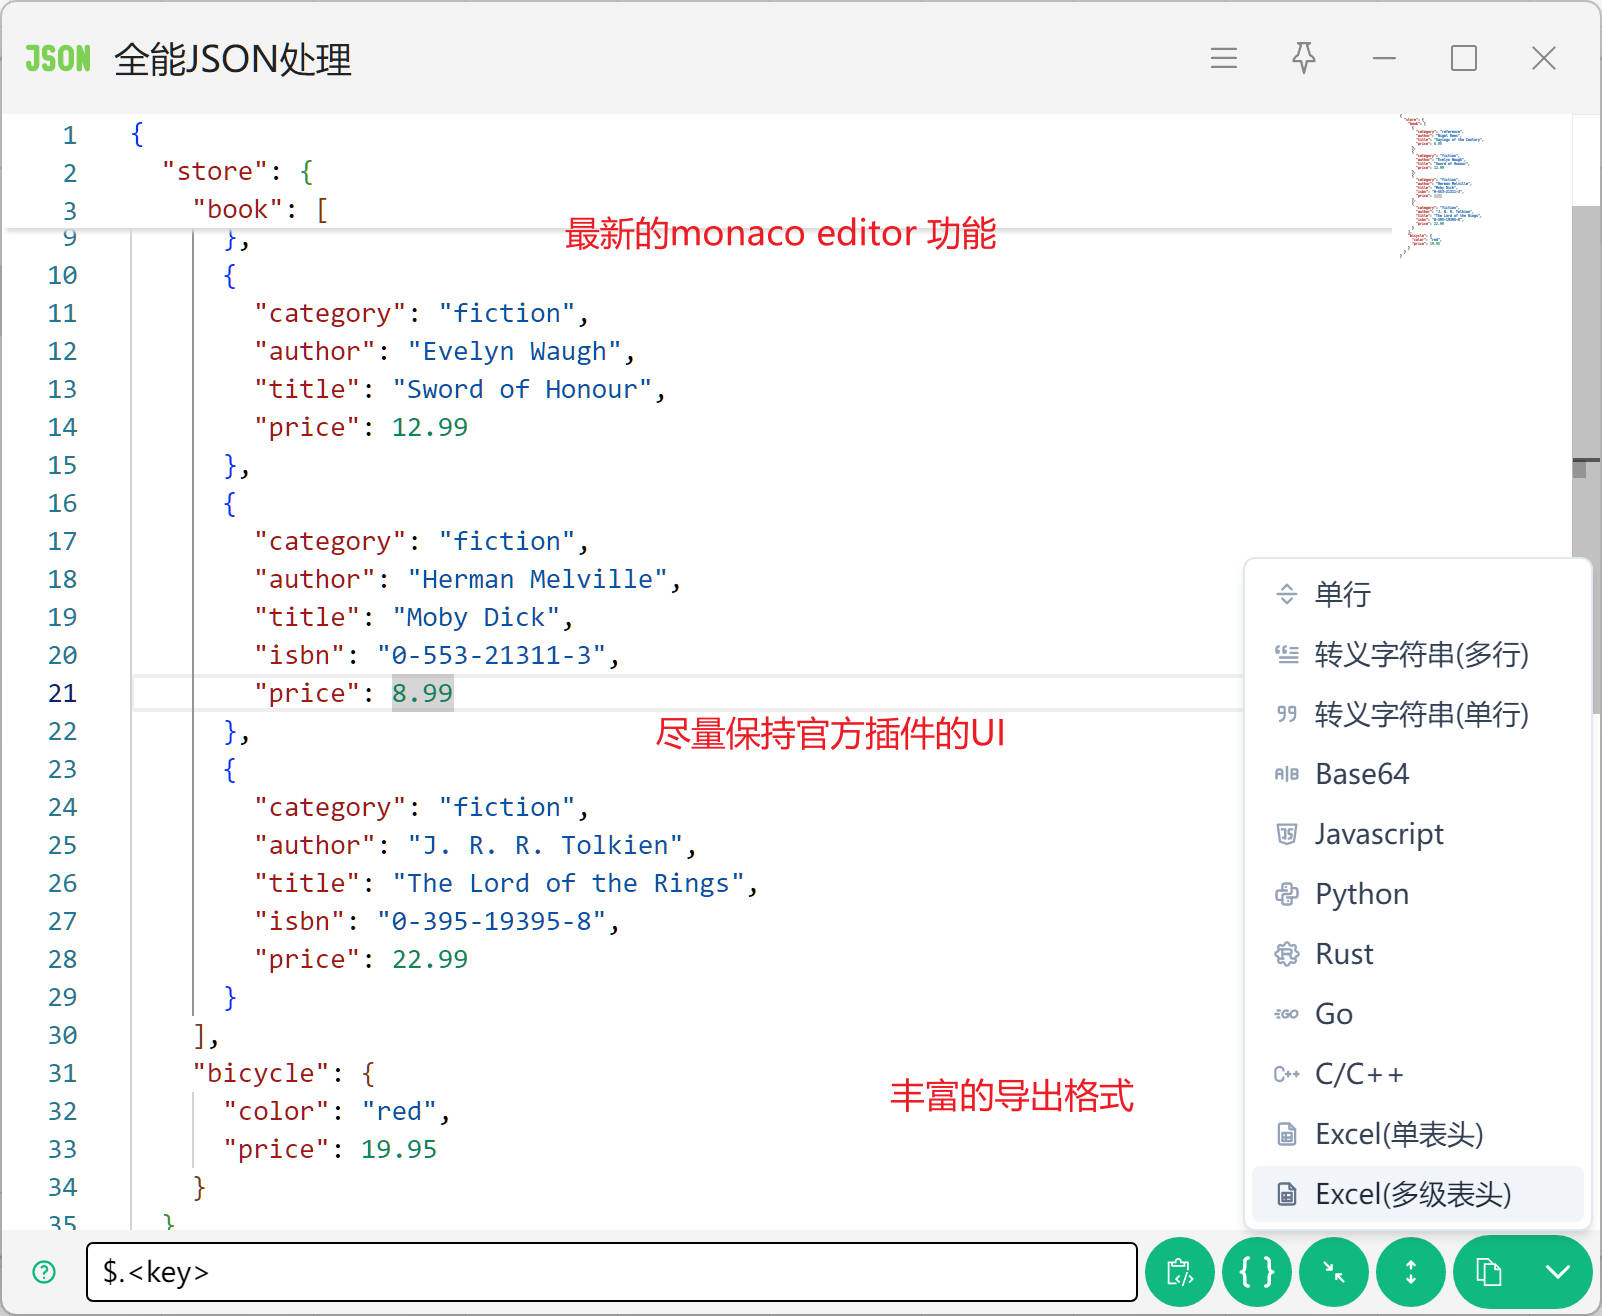 JSON 全能JSON处理
1 {
2 "store": {
3 "book": [
最新的monaco editor 功能
9 },
10 {
11 "category": "fiction",
12 "author": "Evelyn Waugh",
13 "title": "Sword of Honour",
14 "price": 12.99
15 },
16 {
17 "category": "fiction",
18 "author": "Herman Melville",
19 "title": "Moby Dick",
20 "isbn": "0-553-21311-3",
21 "price": 8.99
22 },
尽量保持官方插件的UI
23 {
24 "category": "fiction",
25 "author": "J. R. R. Tolkien",
26 "title": "The Lord of the Rings",
27 "isbn": "0-395-19395-8",
28 "price": 22.99
29 }
30 ],
31 "bicycle": {
32 "color": "red",
丰富的导出格式
33 "price": 19.95
34 }
35 }
单行
转义字符串(多行)
转义字符串(单行)
Base64
Javascript
Python
Rust
Go
C/C++
Excel(单表头)
Excel(多级表头)
$.<key>